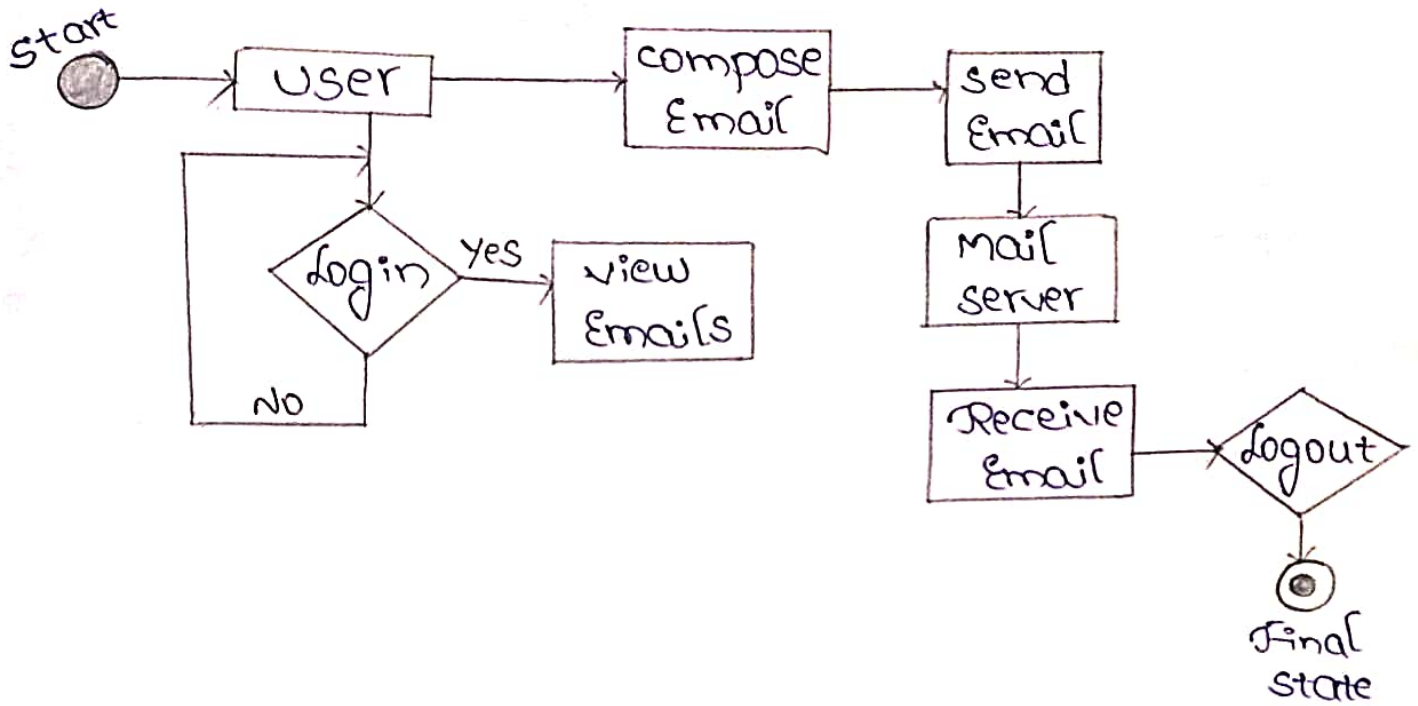 Start
User
compose
Email
send
Email
Login
Yes
view
Emails
NO
Mail
server
Receive
Email
Logout
Final
state